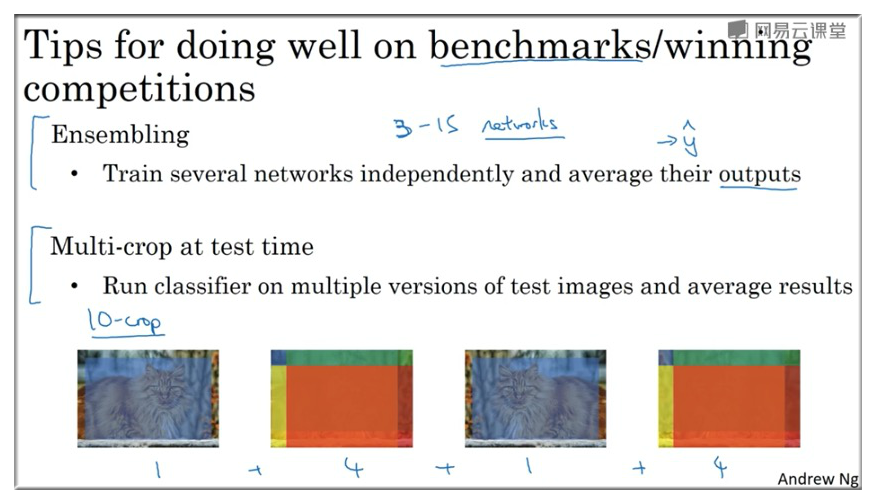 网易云课堂
Tips for doing well on benchmarks/winning
competitions
Ensembling
3-15 networks
→ ŷ
• Train several networks independently and average their outputs
Multi-crop at test time
• Run classifier on multiple versions of test images and average results
10-crop
1 + 4 + 1 + 4
Andrew Ng